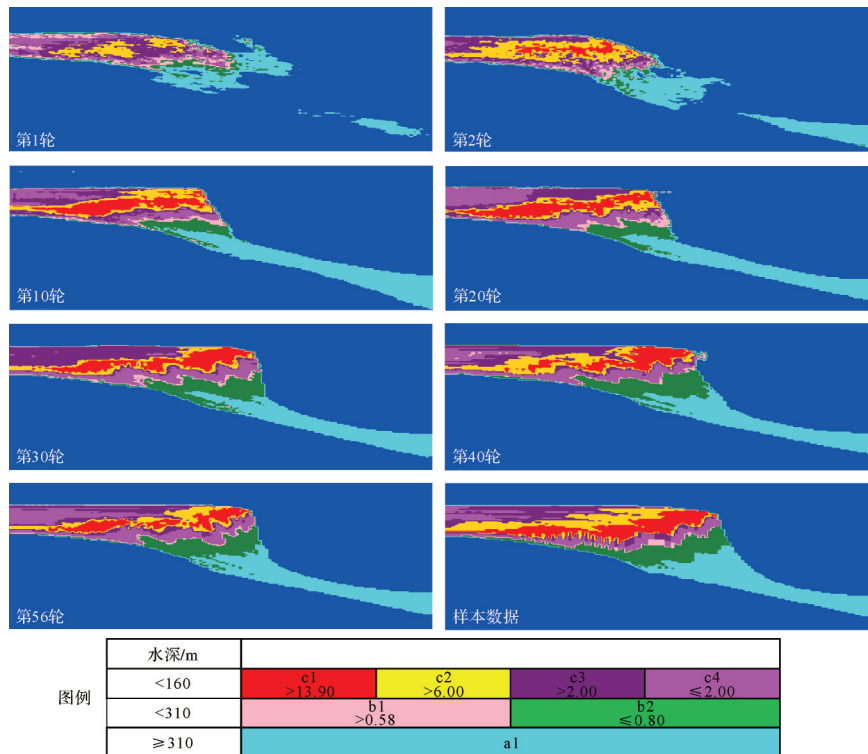 第1轮
第2轮
第10轮
第20轮
第30轮
第40轮
第56轮
样本数据
图例
水深/m
<160
c1
>13.90
c2
>6.00
c3
>2.00
c4
≤2.00
<310
b1
>0.58
b2
≤0.80
≥310
a1